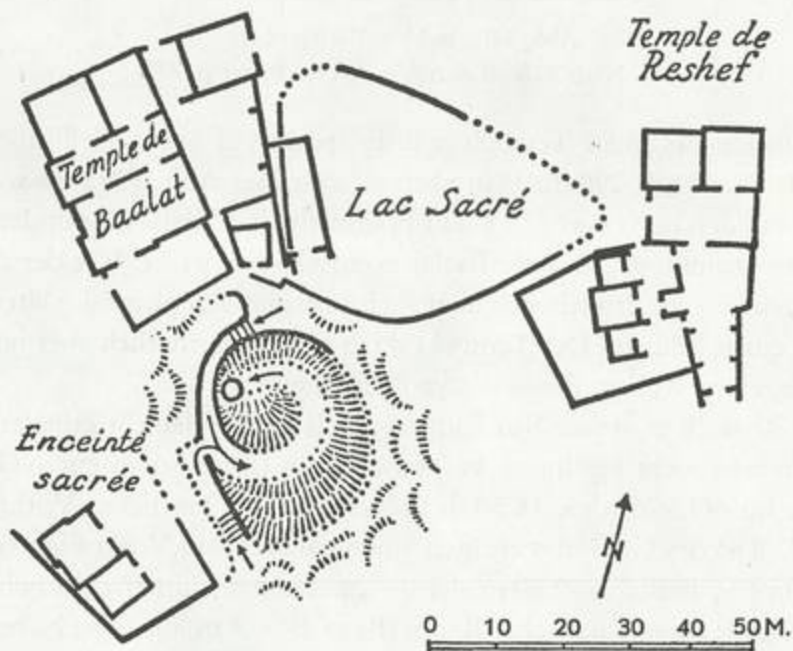 Temple de
Reshef
Temple de
Baalat
Lac Sacré
Enceinte
sacrée
N
0 10 20 30 40 50 M.